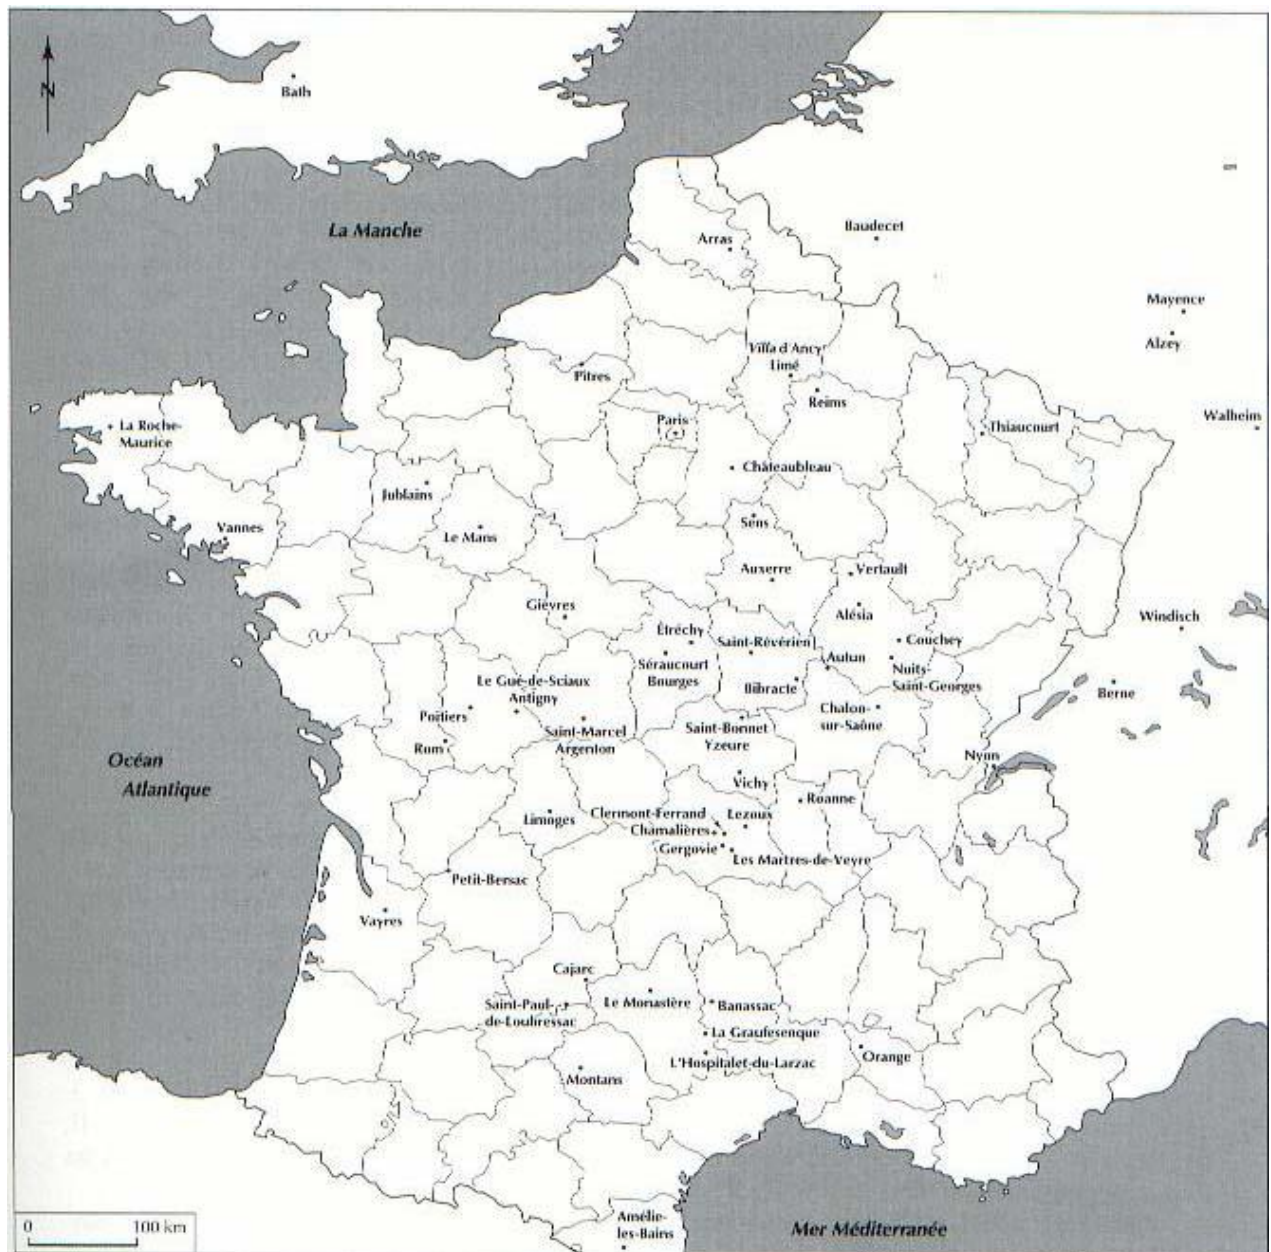 N
Bath
La Manche
Arras
Baudecet
Mayence
Alzey
Villa d'Ancy
Limé
Pîtres
Reims
Walheim
Paris
Thiaucourt
La Roche-
Maurice
Châteaubleau
Jublains
Vannes
Le Mans
Sens
Auxerre
Vertault
Gièvres
Alésia
Windisch
Étréchy
Saint-Révérien
Couchey
Séraucourt
Bourges
Autun
Nuits-
Saint-Georges
Le Gué-de-Sciaux
Antigny
Bibracte
Berne
Poitiers
Chalon-
sur-Saône
Saint-Marcel
Argenton
Saint-Bonnet
Yzeure
Rom
Océan
Atlantique
Nyon
Vichy
Roanne
Limoges
Clermont-Ferrand
Lezoux
Chamalières
Gergovie
Les Martres-de-Veyre
Petit-Bersac
Vayres
Cajarc
Saint-Paul-
de-Loubressac
Le Monastère
Banassac
La Graufesenque
L'Hospitalet-du-Larzac
Orange
Montans
0 100 km
Amélie-
les-Bains
Mer Méditerranée